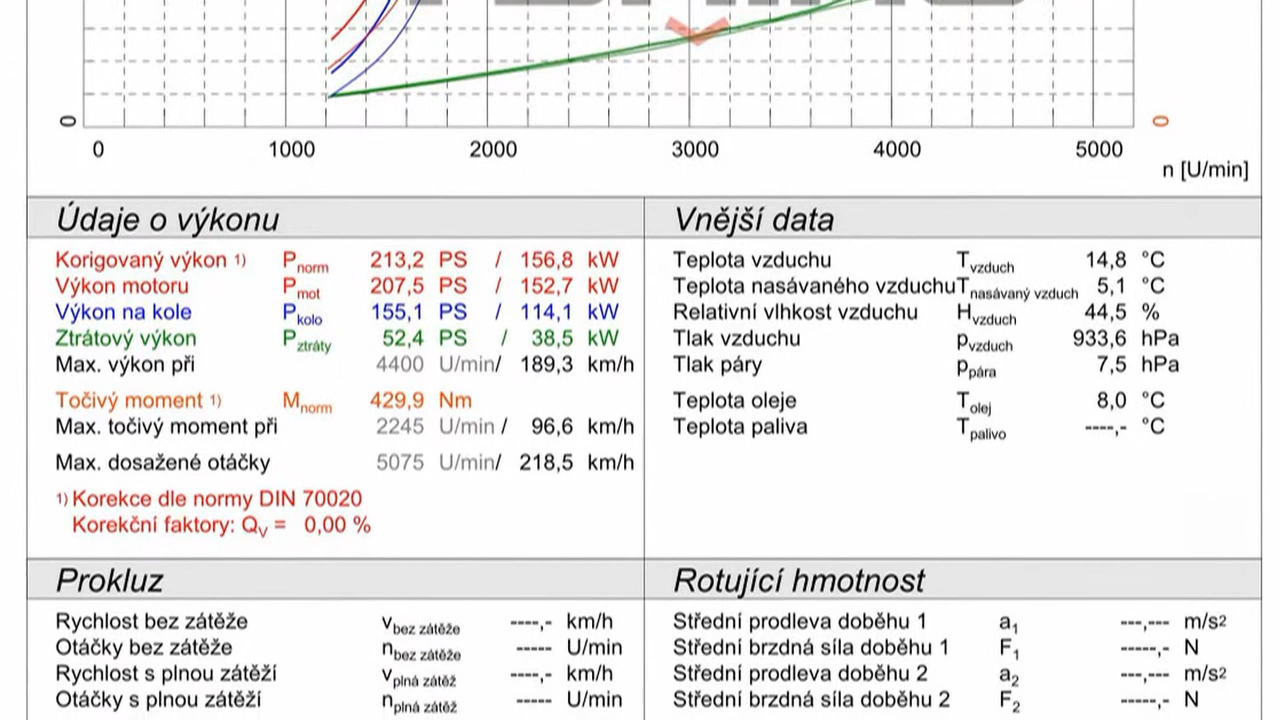 0
0
0 1000 2000 3000 4000 5000
n [U/min]
Údaje o výkonu
Korigovaný výkon 1) Pnorm 213,2 PS / 156,8 kW
Výkon motoru Pmot 207,5 PS / 152,7 kW
Výkon na kole Pkolo 155,1 PS / 114,1 kW
Ztrátový výkon Pztráty 52,4 PS / 38,5 kW
Max. výkon při 4400 U/min/ 189,3 km/h
Točivý moment 1) Mnorm 429,9 Nm
Max. točivý moment při 2245 U/min / 96,6 km/h
Max. dosažené otáčky 5075 U/min/ 218,5 km/h
1) Korekce dle normy DIN 70020
Korekční faktory: QV = 0,00 %
Vnější data
Teplota vzduchu Tvzduch 14,8 °C
Teplota nasávaného vzduchuTnasávaný vzduch 5,1 °C
Relativní vlhkost vzduchu Hvzduch 44,5 %
Tlak vzduchu pvzduch 933,6 hPa
Tlak páry ppára 7,5 hPa
Teplota oleje Tolej 8,0 °C
Teplota paliva Tpalivo ----,- °C
Prokluz
Rychlost bez zátěže vbez zátěže ----,- km/h
Otáčky bez zátěže nbez zátěže ----- U/min
Rychlost s plnou zátěží vplná zátěž ----,- km/h
Otáčky s plnou zátěží nplná zátěž ----- U/min
Rotující hmotnost
Střední prodleva doběhu 1 a1 ---,--- m/s2
Střední brzdná síla doběhu 1 F1 -----,- N
Střední prodleva doběhu 2 a2 ---,--- m/s2
Střední brzdná síla doběhu 2 F2 -----,- N